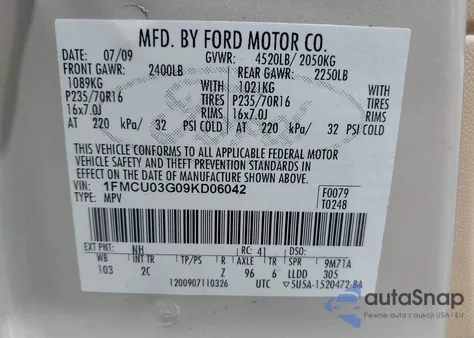 MFD. BY FORD MOTOR CO.
DATE: 07/09 GVWR: 4520LB/ 2050KG
FRONT GAWR: 2400LB REAR GAWR: 2250LB
1089KG WITH 1021KG WITH
P235/70R16 TIRES P235/70R16 TIRES
16x7.0J RIMS 16x7.0J RIMS
AT 220 kPa/ 32 PSI COLD AT 220 kPa/ 32 PSI COLD
THIS VEHICLE CONFORMS TO ALL APPLICABLE FEDERAL MOTOR
VEHICLE SAFETY AND THEFT PREVENTION STANDARDS IN
EFFECT ON THE DATE OF MANUFACTURE SHOWN ABOVE.
VIN: 1FMCU03G09KD06042
TYPE: MPV
F0079
T0248
EXT PNT: NH RC: 41 DSO:
WB INT TR TP/PS R AXLE TR SPR 9M71A
103 2C Z 96 6 LLDD 305
1200907110326 UTC 5U5A-1520472-BA
autoSnap
Pewne auto z aukcji USA i EU